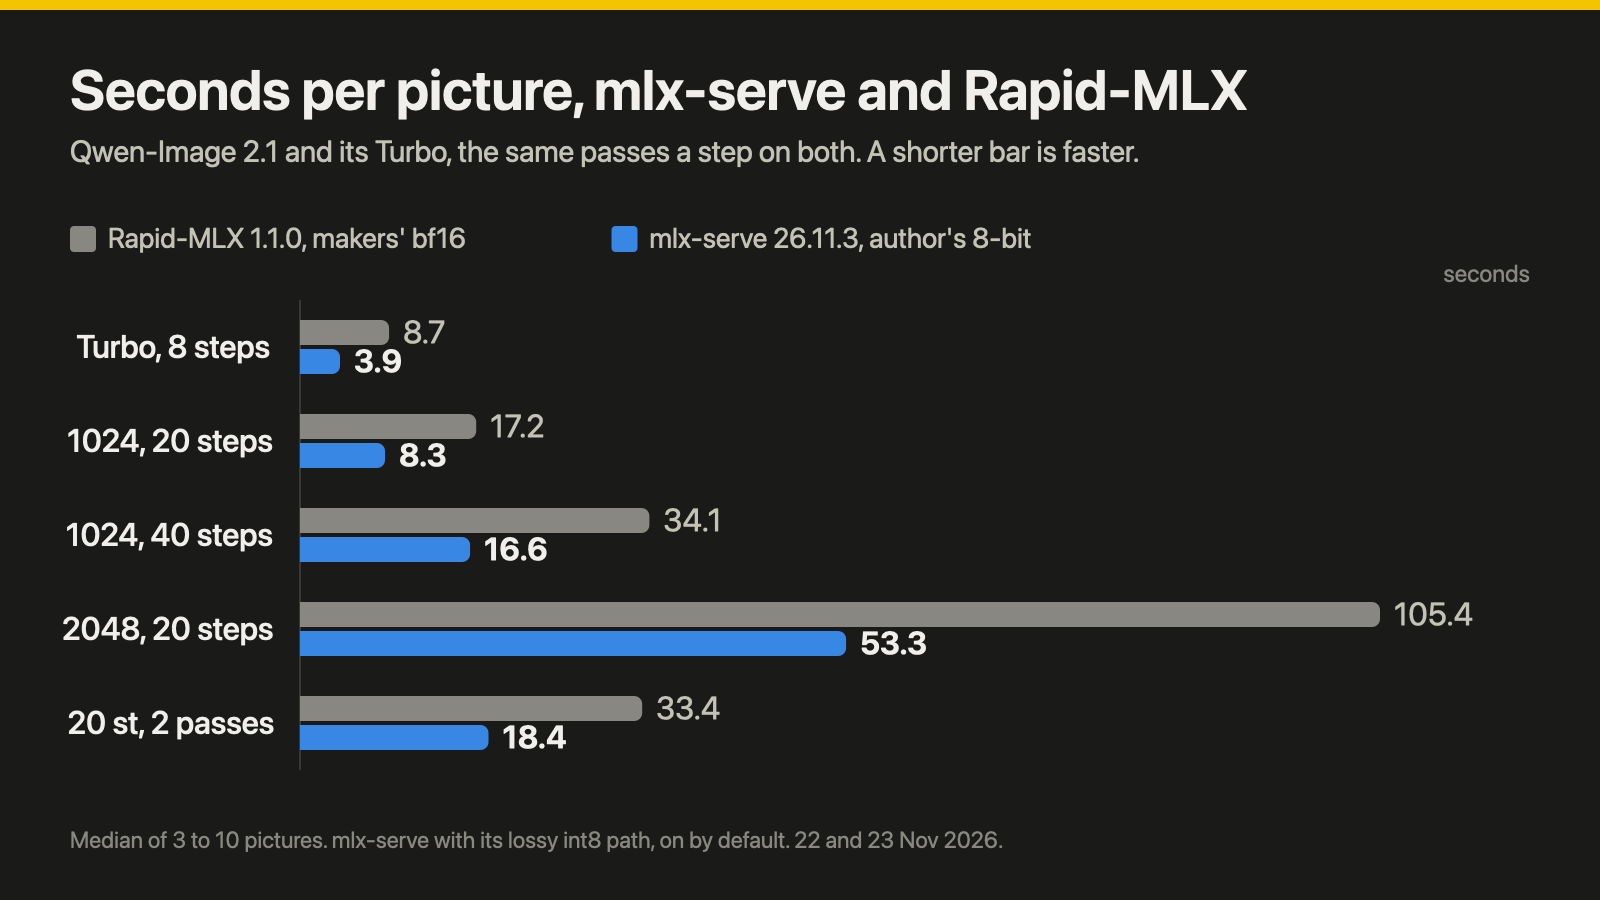 Seconds per picture, mlx-serve and Rapid-MLX
Qwen-Image 2.1 and its Turbo, the same passes a step on both. A shorter bar is faster.
Rapid-MLX 1.1.0, makers' bf16
mlx-serve 26.11.3, author's 8-bit
seconds
Turbo, 8 steps
8.7
3.9
1024, 20 steps
17.2
8.3
1024, 40 steps
34.1
16.6
2048, 20 steps
105.4
53.3
20 st, 2 passes
33.4
18.4
Median of 3 to 10 pictures. mlx-serve with its lossy int8 path, on by default. 22 and 23 Nov 2026.